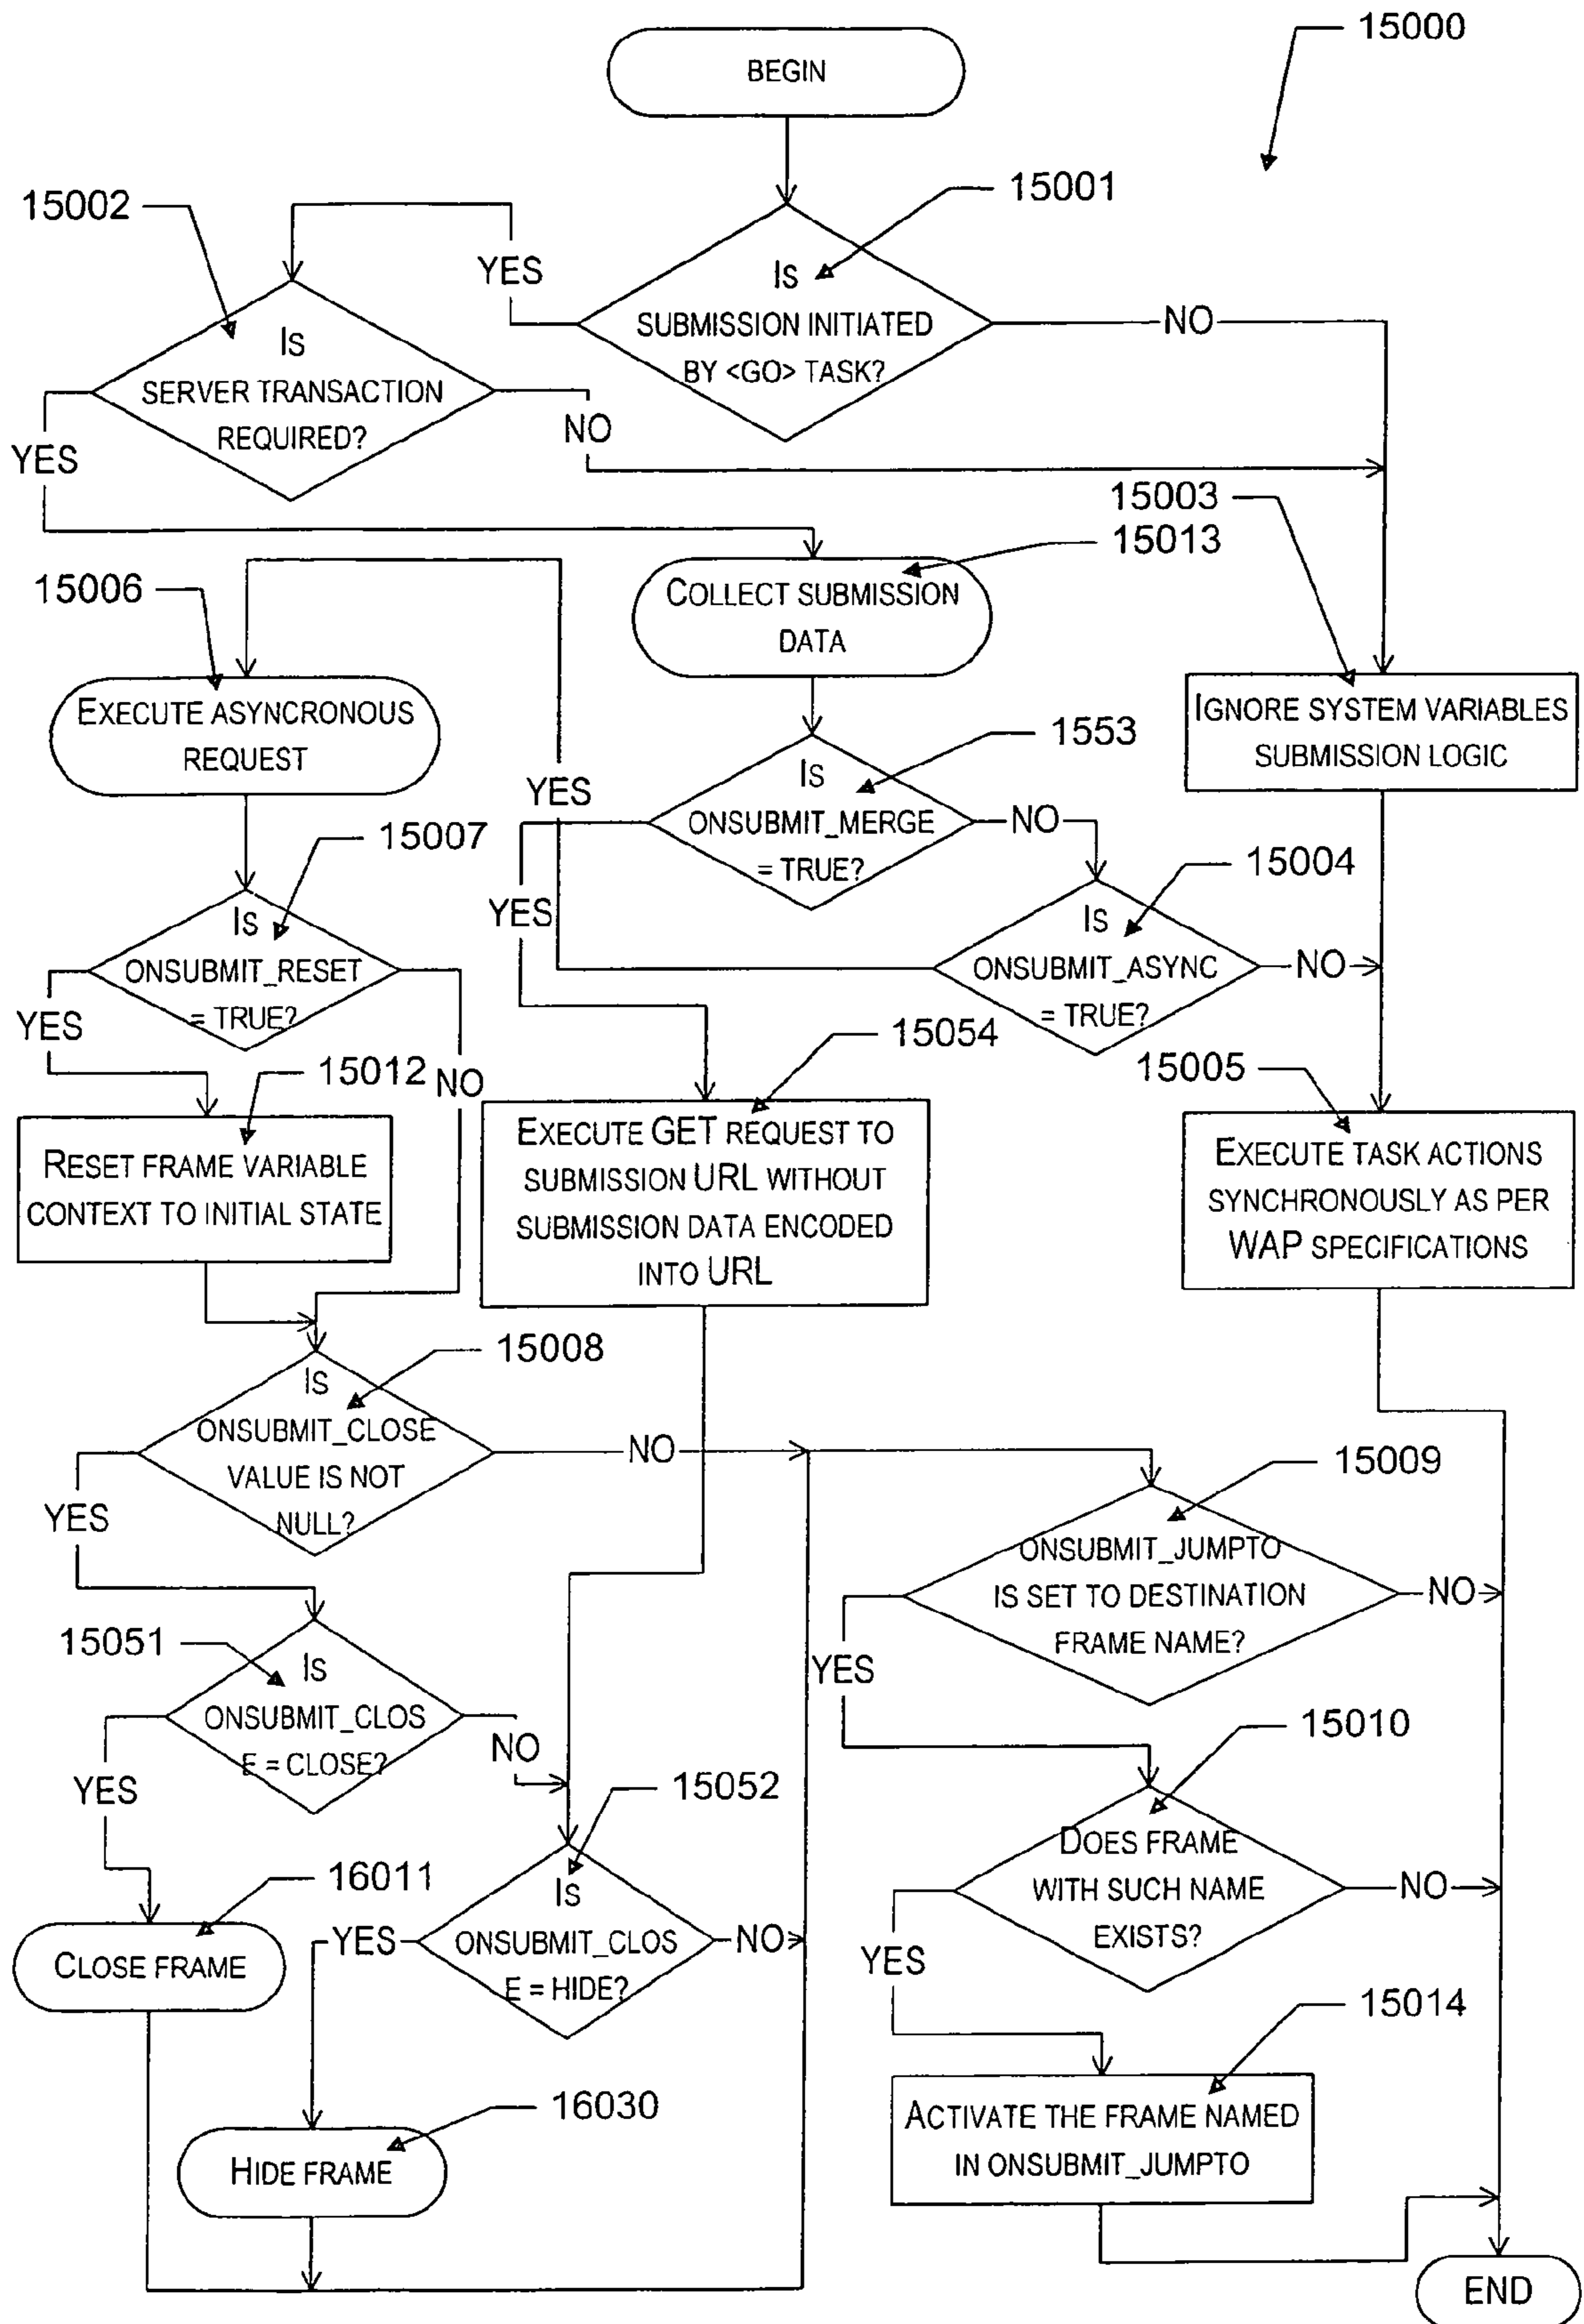 15000
BEGIN
15001
15002
YES
Is
SUBMISSION INITIATED
BY <GO> TASK?
NO
Is
SERVER TRANSACTION
REQUIRED?
YES
NO
15003
15013
15006
COLLECT SUBMISSION
DATA
EXECUTE ASYNCRONOUS
REQUEST
IGNORE SYSTEM VARIABLES
SUBMISSION LOGIC
1553
YES
Is
ONSUBMIT_MERGE
= TRUE?
NO
15007
15004
YES
Is
ONSUBMIT_RESET
= TRUE?
YES
NO
Is
ONSUBMIT_ASYNC
= TRUE?
NO
15012
15054
15005
RESET FRAME VARIABLE
CONTEXT TO INITIAL STATE
EXECUTE GET REQUEST TO
SUBMISSION URL WITHOUT
SUBMISSION DATA ENCODED
INTO URL
EXECUTE TASK ACTIONS
SYNCHRONOUSLY AS PER
WAP SPECIFICATIONS
15008
Is
ONSUBMIT_CLOSE
VALUE IS NOT
NULL?
NO
YES
15009
ONSUBMIT_JUMPTO
IS SET TO DESTINATION
FRAME NAME?
NO
YES
15051
Is
ONSUBMIT_CLOS
E = CLOSE?
NO
YES
15010
DOES FRAME
WITH SUCH NAME
EXISTS?
NO
YES
15052
Is
ONSUBMIT_CLOS
E = HIDE?
YES
NO
16011
CLOSE FRAME
15014
16030
HIDE FRAME
ACTIVATE THE FRAME NAMED
IN ONSUBMIT_JUMPTO
END